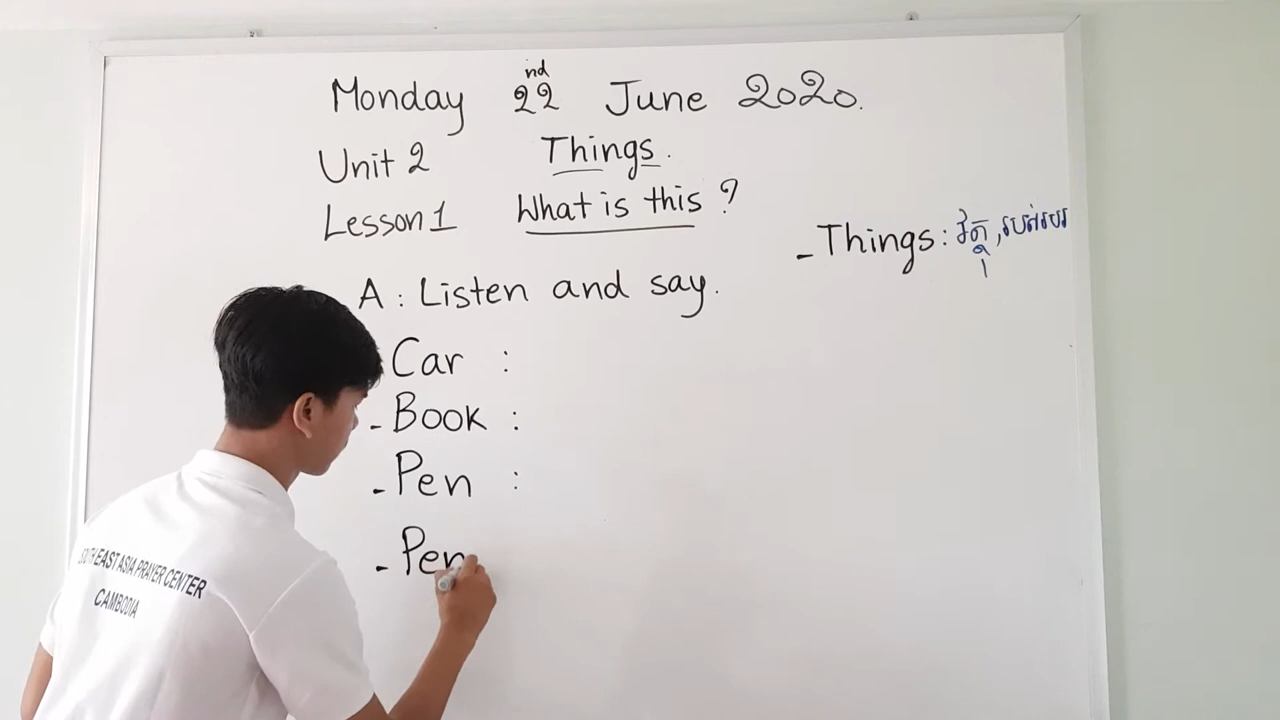 Monday 22nd June 2020.
Unit 2 Things.
Lesson 1 What is this?
- Things: វត្ថុ, របស់របរ
A: Listen and say.
Car :
- Book :
- Pen :
- Pen
SOUTH EAST ASIA PRAYER CENTER
CAMBODIA